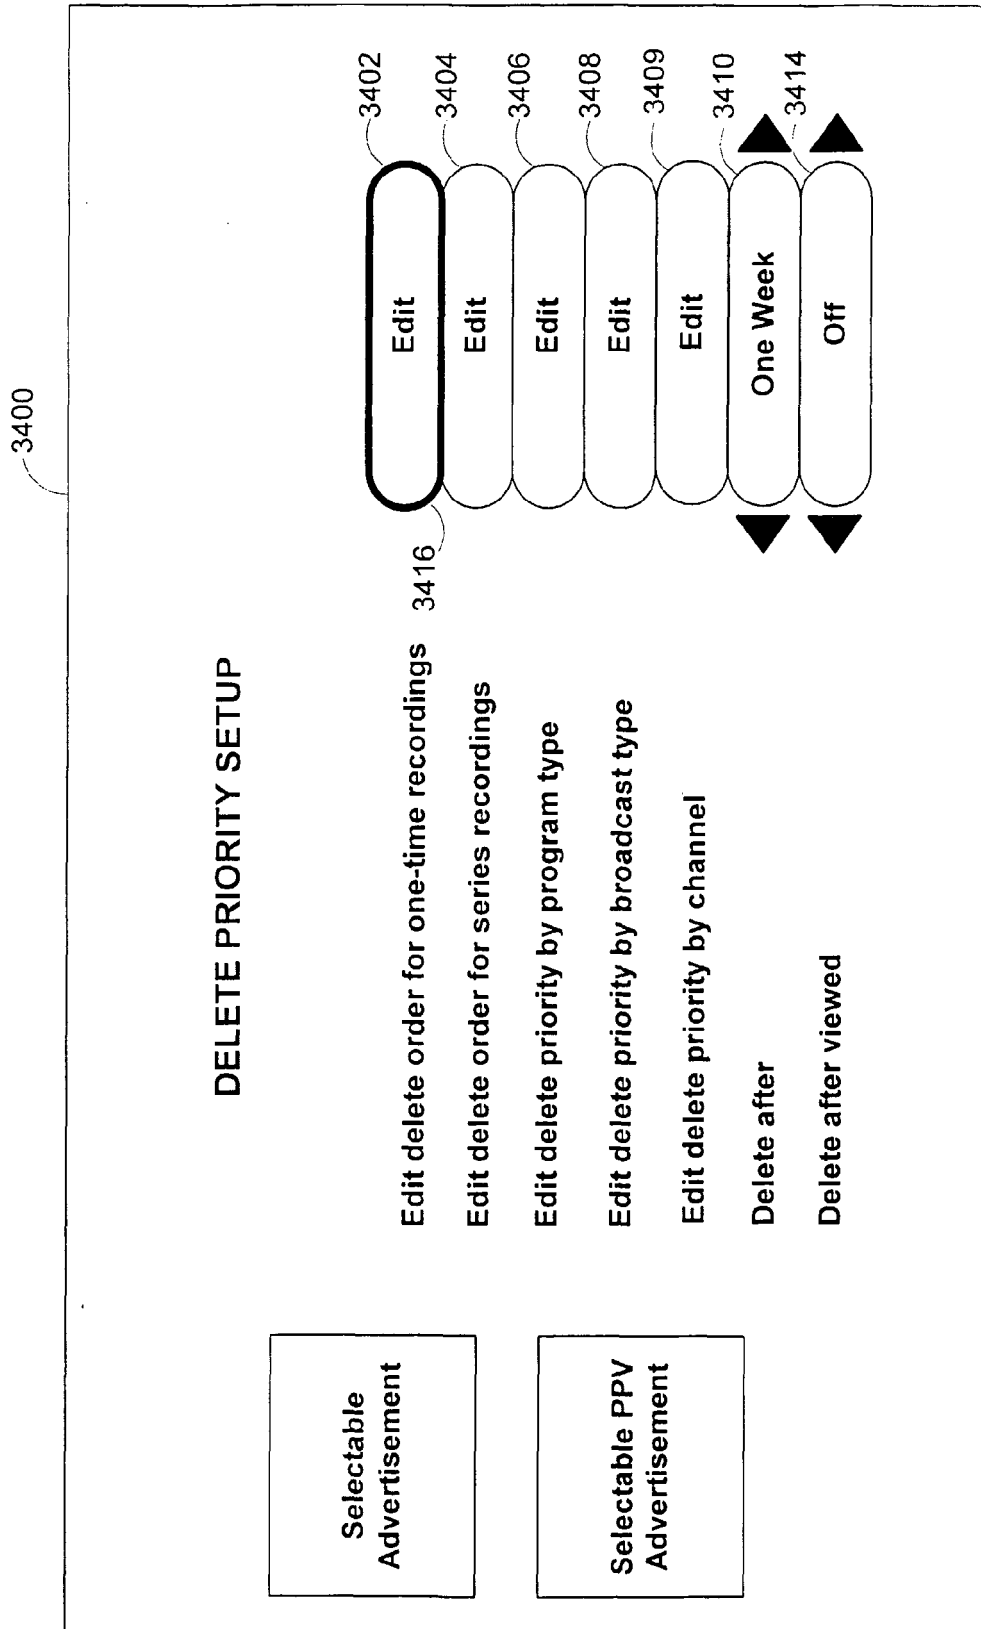 3400
DELETE PRIORITY SETUP
Selectable
Advertisement
Selectable PPV
Advertisement
Edit delete order for one-time recordings
3416
Edit
3402
Edit delete order for series recordings
Edit
3404
Edit delete priority by program type
Edit
3406
Edit delete priority by broadcast type
Edit
3408
Edit delete priority by channel
Edit
3409
Delete after
One Week
3410
Delete after viewed
Off
3414